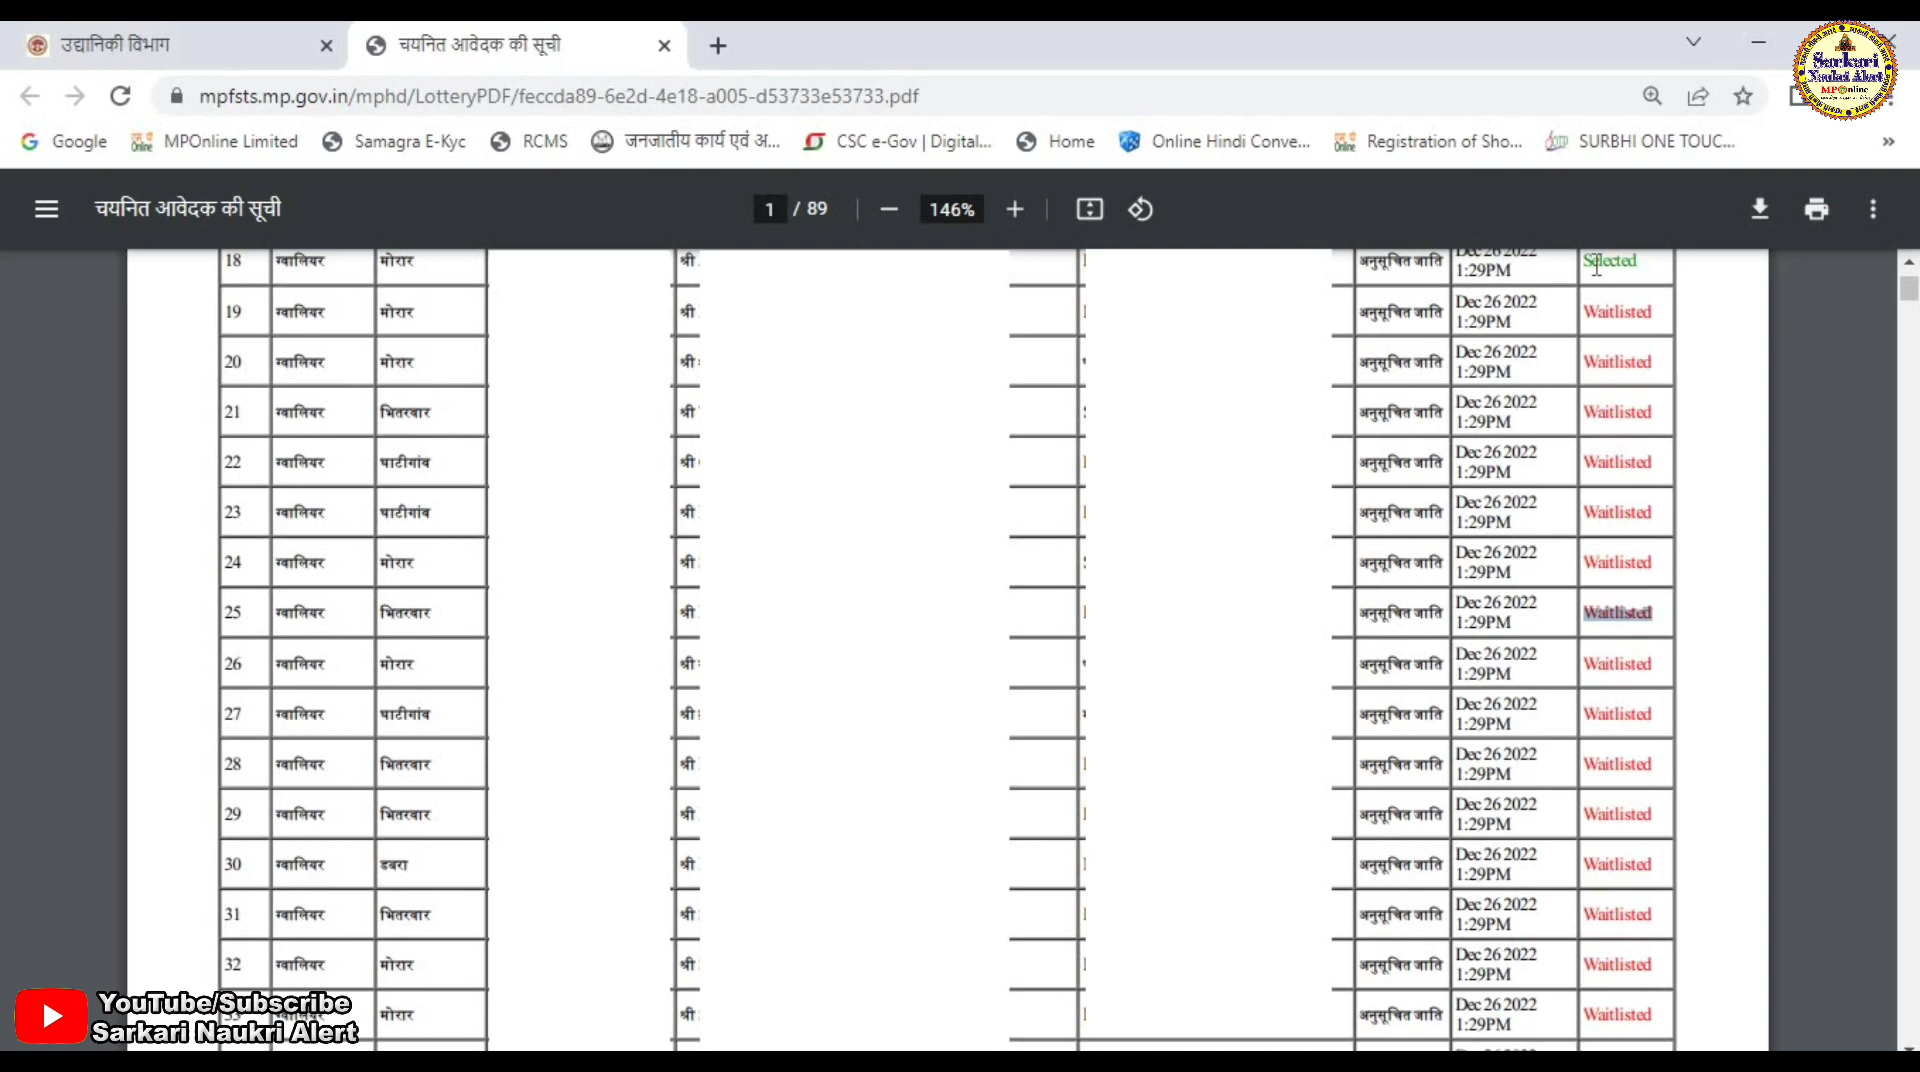 उद्यानिकी विभाग
चयनित आवेदक की सूची
Sarkari
Naukri Alert
MPOnline
mpfsts.mp.gov.in/mphd/LotteryPDF/feccda89-6e2d-4e18-a005-d53733e53733.pdf
Google MPOnline Limited Samagra E-Kyc RCMS जनजातीय कार्य एवं अ... CSC e-Gov | Digital... Home Online Hindi Conve... Registration of Sho... SURBHI ONE TOUC... »
चयनित आवेदक की सूची 1 / 89 146%
18 ग्वालियर मोरार श्री अनुसूचित जाति Dec 26 2022 1:29PM Selected
19 ग्वालियर मोरार श्री अनुसूचित जाति Dec 26 2022 1:29PM Waitlisted
20 ग्वालियर मोरार श्री अनुसूचित जाति Dec 26 2022 1:29PM Waitlisted
21 ग्वालियर भितरवार श्री अनुसूचित जाति Dec 26 2022 1:29PM Waitlisted
22 ग्वालियर घाटीगांव श्री अनुसूचित जाति Dec 26 2022 1:29PM Waitlisted
23 ग्वालियर घाटीगांव श्री अनुसूचित जाति Dec 26 2022 1:29PM Waitlisted
24 ग्वालियर मोरार श्री अनुसूचित जाति Dec 26 2022 1:29PM Waitlisted
25 ग्वालियर भितरवार श्री अनुसूचित जाति Dec 26 2022 1:29PM Waitlisted
26 ग्वालियर मोरार श्री अनुसूचित जाति Dec 26 2022 1:29PM Waitlisted
27 ग्वालियर घाटीगांव श्री अनुसूचित जाति Dec 26 2022 1:29PM Waitlisted
28 ग्वालियर भितरवार श्री अनुसूचित जाति Dec 26 2022 1:29PM Waitlisted
29 ग्वालियर भितरवार श्री अनुसूचित जाति Dec 26 2022 1:29PM Waitlisted
30 ग्वालियर डबरा श्री अनुसूचित जाति Dec 26 2022 1:29PM Waitlisted
31 ग्वालियर भितरवार श्री अनुसूचित जाति Dec 26 2022 1:29PM Waitlisted
32 ग्वालियर मोरार श्री अनुसूचित जाति Dec 26 2022 1:29PM Waitlisted
मोरार श्री अनुसूचित जाति Dec 26 2022 1:29PM Waitlisted
YouTube/Subscribe
Sarkari Naukri Alert